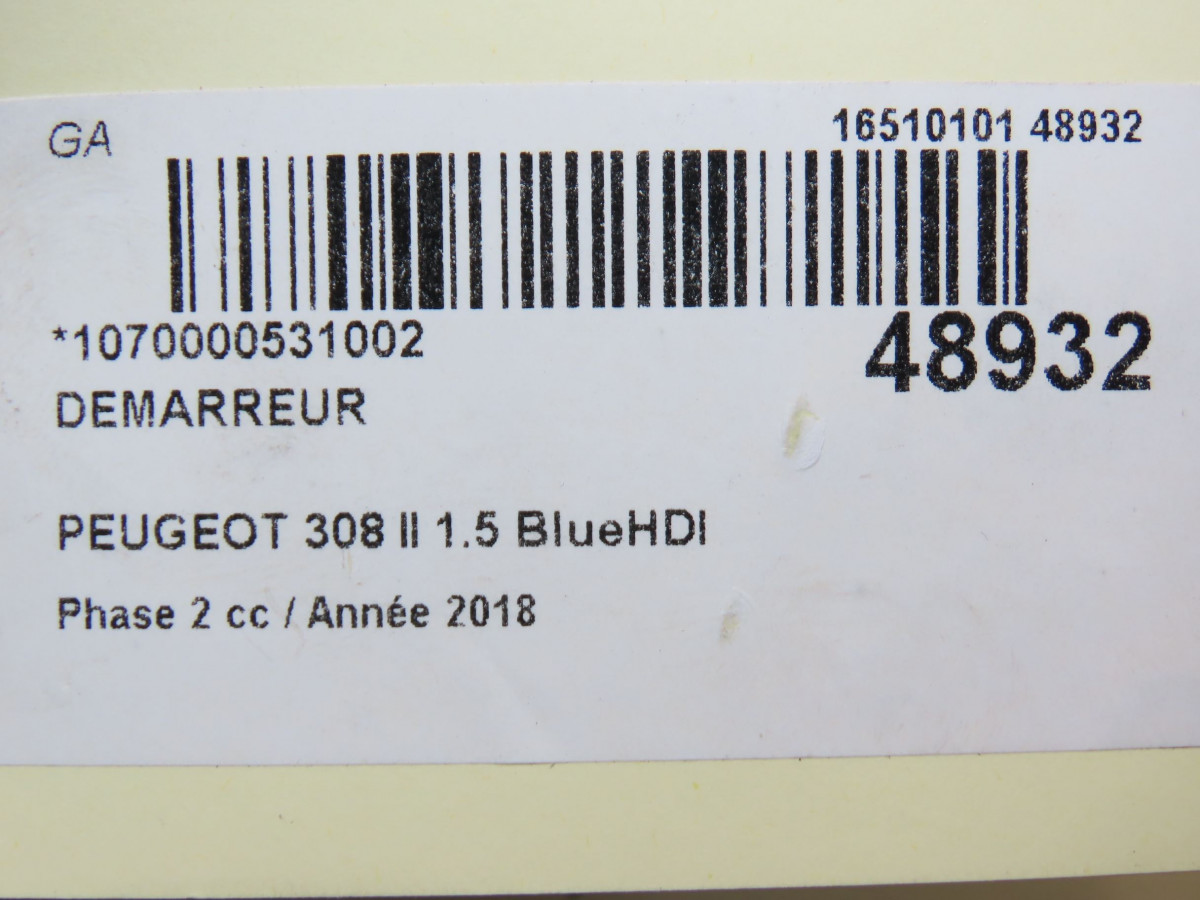 GA
16510101 48932
*1070000531002
48932
DEMARREUR
PEUGEOT 308 II 1.5 BlueHDI
Phase 2 cc / Année 2018